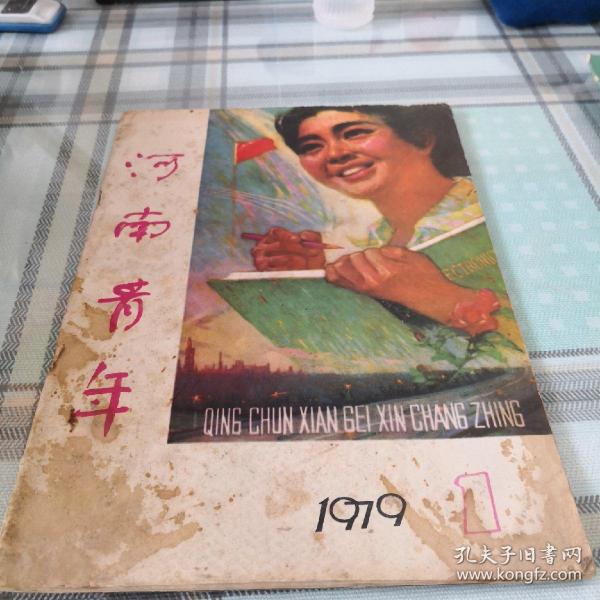 河南青年
ECTRONIC
QING CHUN XIAN GEI XIN CHANG ZHING
1979 1
孔夫子旧书网
www.kongfz.com